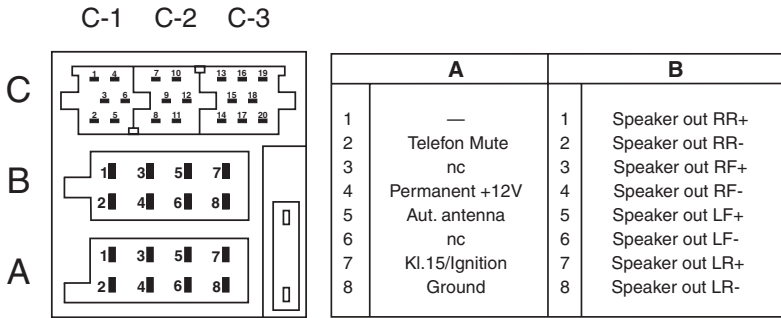 C-1 C-2 C-3
C
1 4 7 10 13 16 19
3 6 9 12 15 18
2 5 8 11 14 17 20
B
1 3 5 7
2 4 6 8
A
1 3 5 7
2 4 6 8
A B
1 — 1 Speaker out RR+
2 Telefon Mute 2 Speaker out RR-
3 nc 3 Speaker out RF+
4 Permanent +12V 4 Speaker out RF-
5 Aut. antenna 5 Speaker out LF+
6 nc 6 Speaker out LF-
7 Kl.15/Ignition 7 Speaker out LR+
8 Ground 8 Speaker out LR-